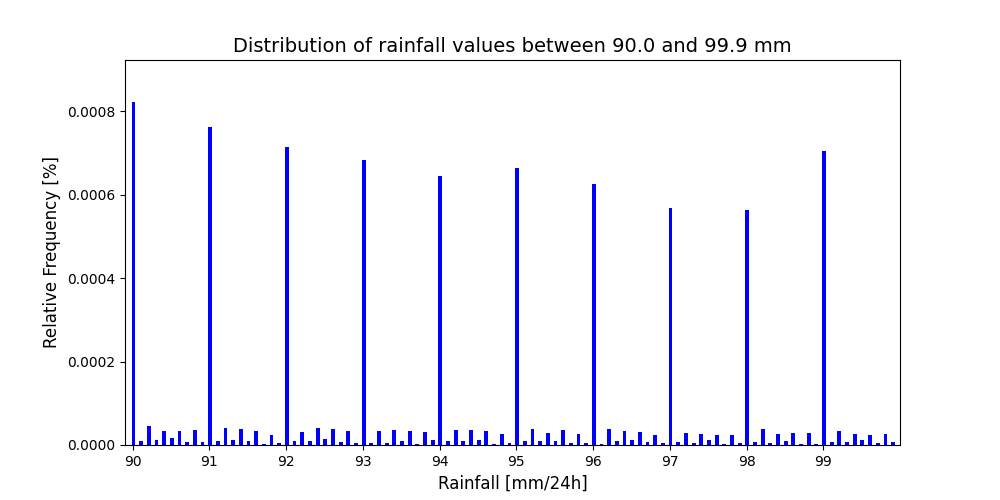 Distribution of rainfall values between 90.0 and 99.9 mm
Relative Frequency [%]
0.0008
0.0006
0.0004
0.0002
0.0000
90 91 92 93 94 95 96 97 98 99
Rainfall [mm/24h]